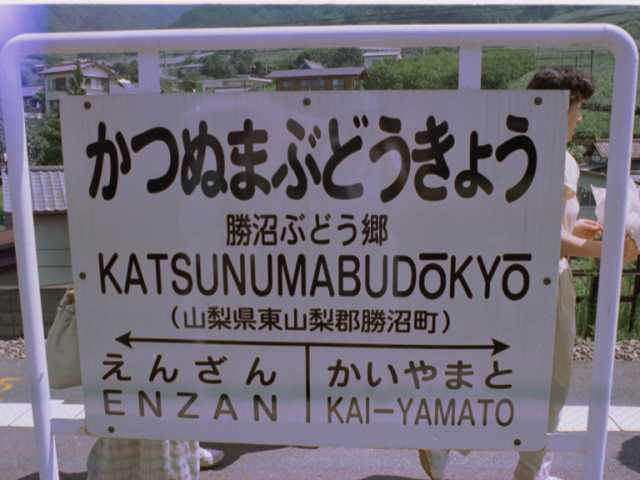 かつぬまぶどうきょう
勝沼ぶどう郷
KATSUNUMABUDŌKYŌ
(山梨県東山梨郡勝沼町)
えんざん かいやまと
ENZAN KAI-YAMATO